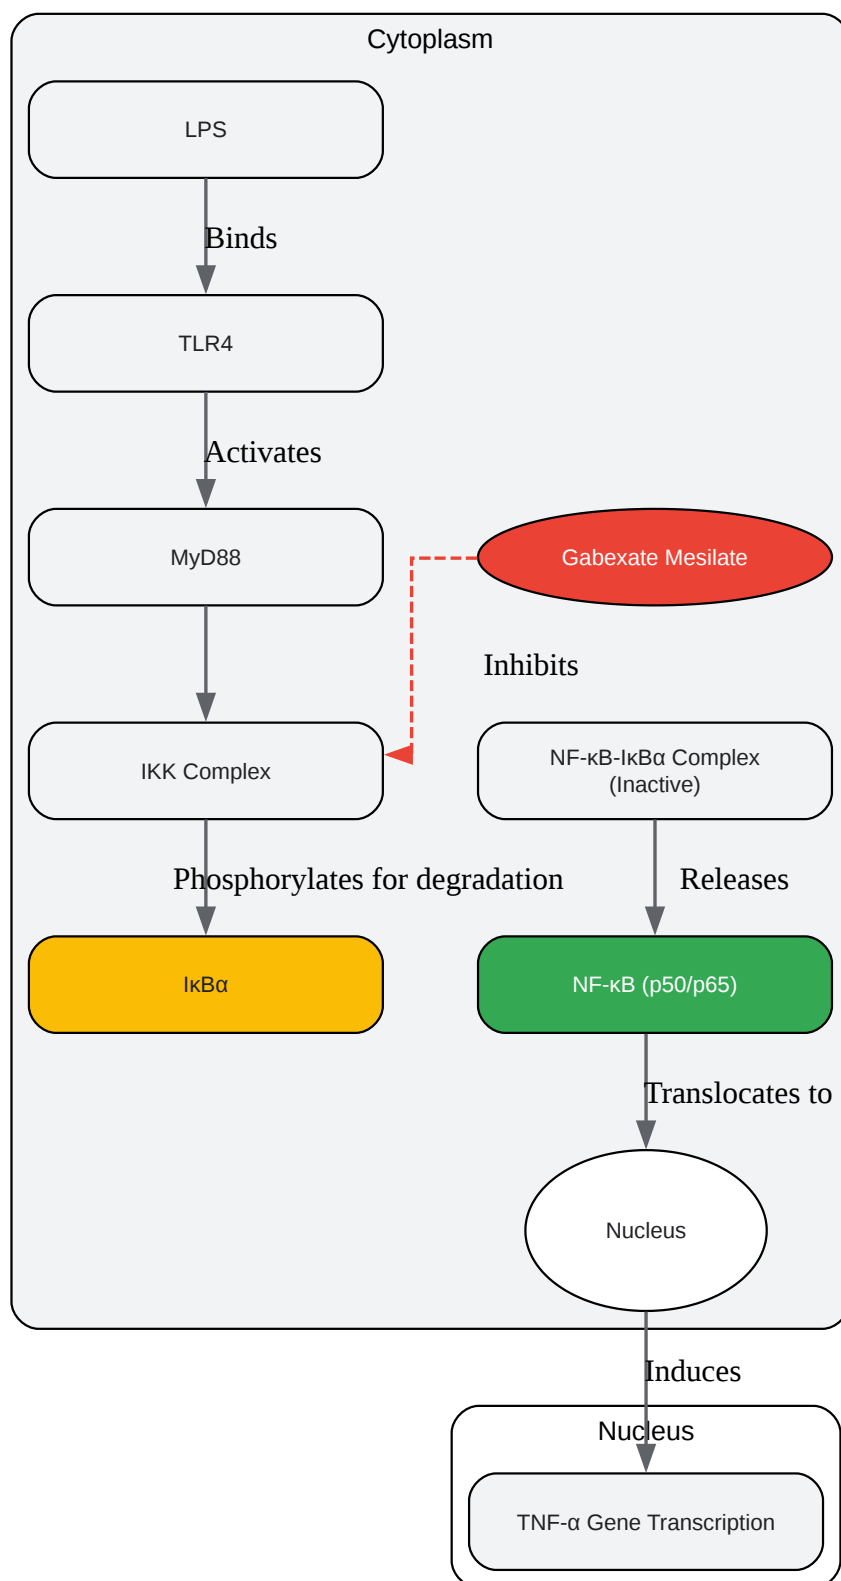 Cytoplasm
LPS
Binds
TLR4
Activates
MyD88
Gabexate Mesilate
Inhibits
IKK Complex
NF-κB-IκBα Complex
(Inactive)
Phosphorylates for degradation
Releases
IκBα
NF-κB (p50/p65)
Translocates to
Nucleus
Induces
Nucleus
TNF-α Gene Transcription